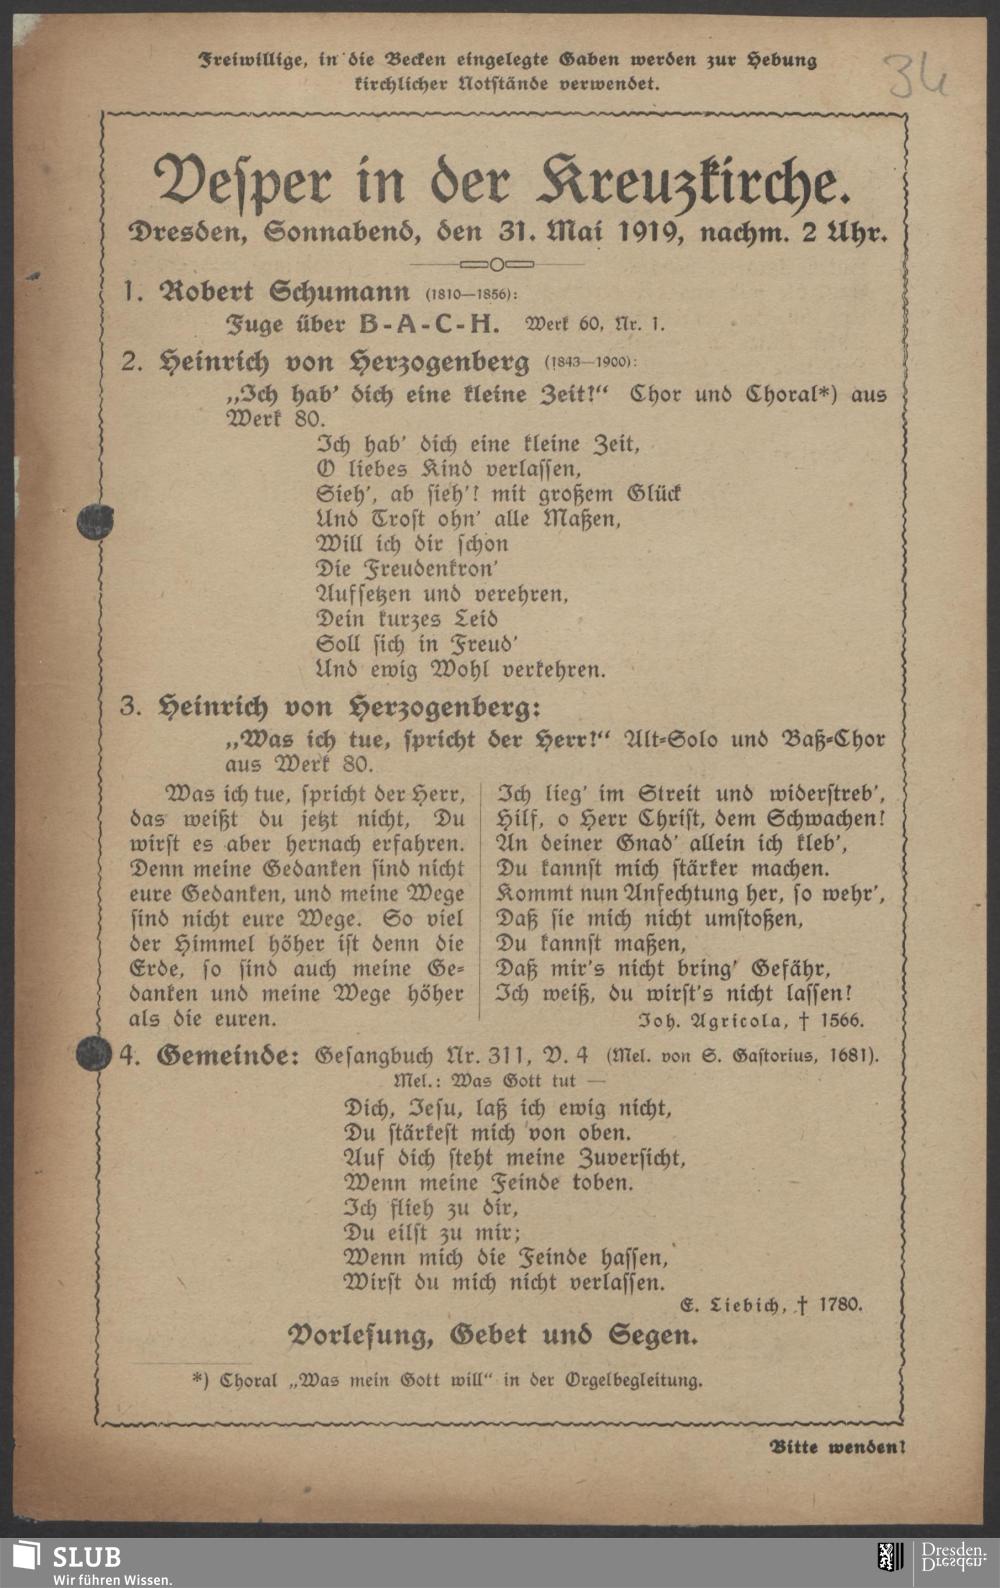 Freiwillige, in die Becken eingelegte Gaben werden zur Hebung
kirchlicher Notstände verwendet.
34
Vesper in der Kreuzkirche.
Dresden, Sonnabend, den 31. Mai 1919, nachm. 2 Uhr.
1. Robert Schumann (1810—1856):
Fuge über B-A-C-H. Werk 60, Nr. 1.
2. Heinrich von Herzogenberg (1843—1900):
„Ich hab' dich eine kleine Zeit!“ Chor und Choral*) aus
Werk 80.
Ich hab' dich eine kleine Zeit,
O liebes Kind verlassen,
Sieh', ab sieh'! mit großem Glück
Und Trost ohn' alle Maßen,
Will ich dir schon
Die Freudenkron'
Aufsetzen und verehren,
Dein kurzes Leid
Soll sich in Freud'
Und ewig Wohl verkehren.
3. Heinrich von Herzogenberg:
„Was ich tue, spricht der Herr!“ Alt-Solo und Baß-Chor
aus Werk 80.
Was ich tue, spricht der Herr,
das weißt du jetzt nicht, Du
wirst es aber hernach erfahren.
Denn meine Gedanken sind nicht
eure Gedanken, und meine Wege
sind nicht eure Wege. So viel
der Himmel höher ist denn die
Erde, so sind auch meine Ge-
danken und meine Wege höher
als die euren.
Ich lieg' im Streit und widerstreb',
Hilf, o Herr Christ, dem Schwachen!
An deiner Gnad' allein ich kleb',
Du kannst mich stärker machen.
Kommt nun Anfechtung her, so wehr',
Daß sie mich nicht umstoßen,
Du kannst maßen,
Daß mir's nicht bring' Gefähr,
Ich weiß, du wirst's nicht lassen!
Joh. Agricola, † 1566.
4. Gemeinde: Gesangbuch Nr. 311, V. 4 (Mel. von S. Gastorius, 1681).
Mel.: Was Gott tut —
Dich, Jesu, laß ich ewig nicht,
Du stärkest mich von oben.
Auf dich steht meine Zuversicht,
Wenn meine Feinde toben.
Ich flieh zu dir,
Du eilst zu mir;
Wenn mich die Feinde hassen,
Wirst du mich nicht verlassen.
E. Liebich, † 1780.
Vorlesung, Gebet und Segen.
*) Choral „Was mein Gott will“ in der Orgelbegleitung.
Bitte wenden!
SLUB
Wir führen Wissen.
Dresden.
Dresden.